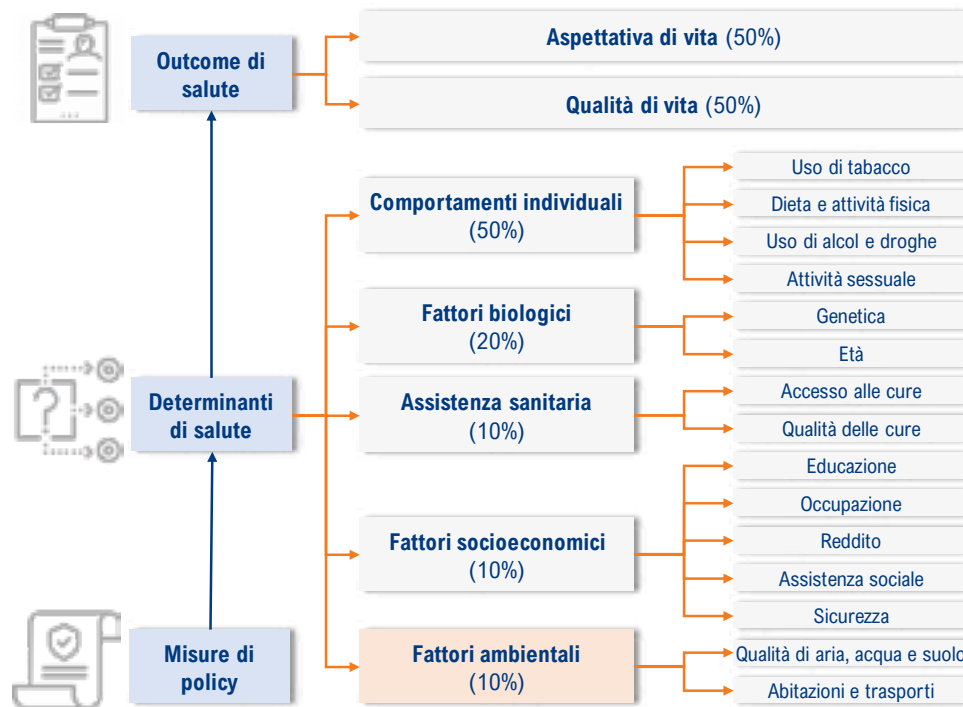 Outcome di
salute
Aspettativa di vita (50%)
Qualità di vita (50%)
Determinanti
di salute
Comportamenti individuali
(50%)
Uso di tabacco
Dieta e attività fisica
Uso di alcol e droghe
Attività sessuale
Fattori biologici
(20%)
Genetica
Età
Assistenza sanitaria
(10%)
Accesso alle cure
Qualità delle cure
Fattori socioeconomici
(10%)
Educazione
Occupazione
Reddito
Assistenza sociale
Sicurezza
Misure di
policy
Fattori ambientali
(10%)
Qualità di aria, acqua e suolo
Abitazioni e trasporti